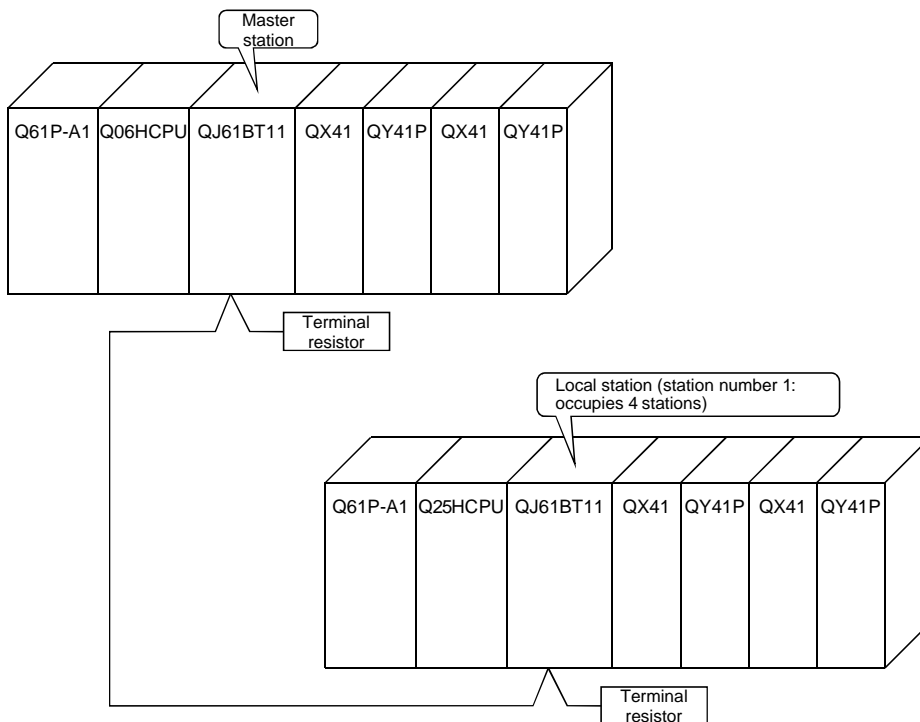 Master
station
Q61P-A1 Q06HCPU QJ61BT11 QX41 QY41P QX41 QY41P
Terminal
resistor
Local station (station number 1:
occupies 4 stations)
Q61P-A1 Q25HCPU QJ61BT11 QX41 QY41P QX41 QY41P
Terminal
resistor